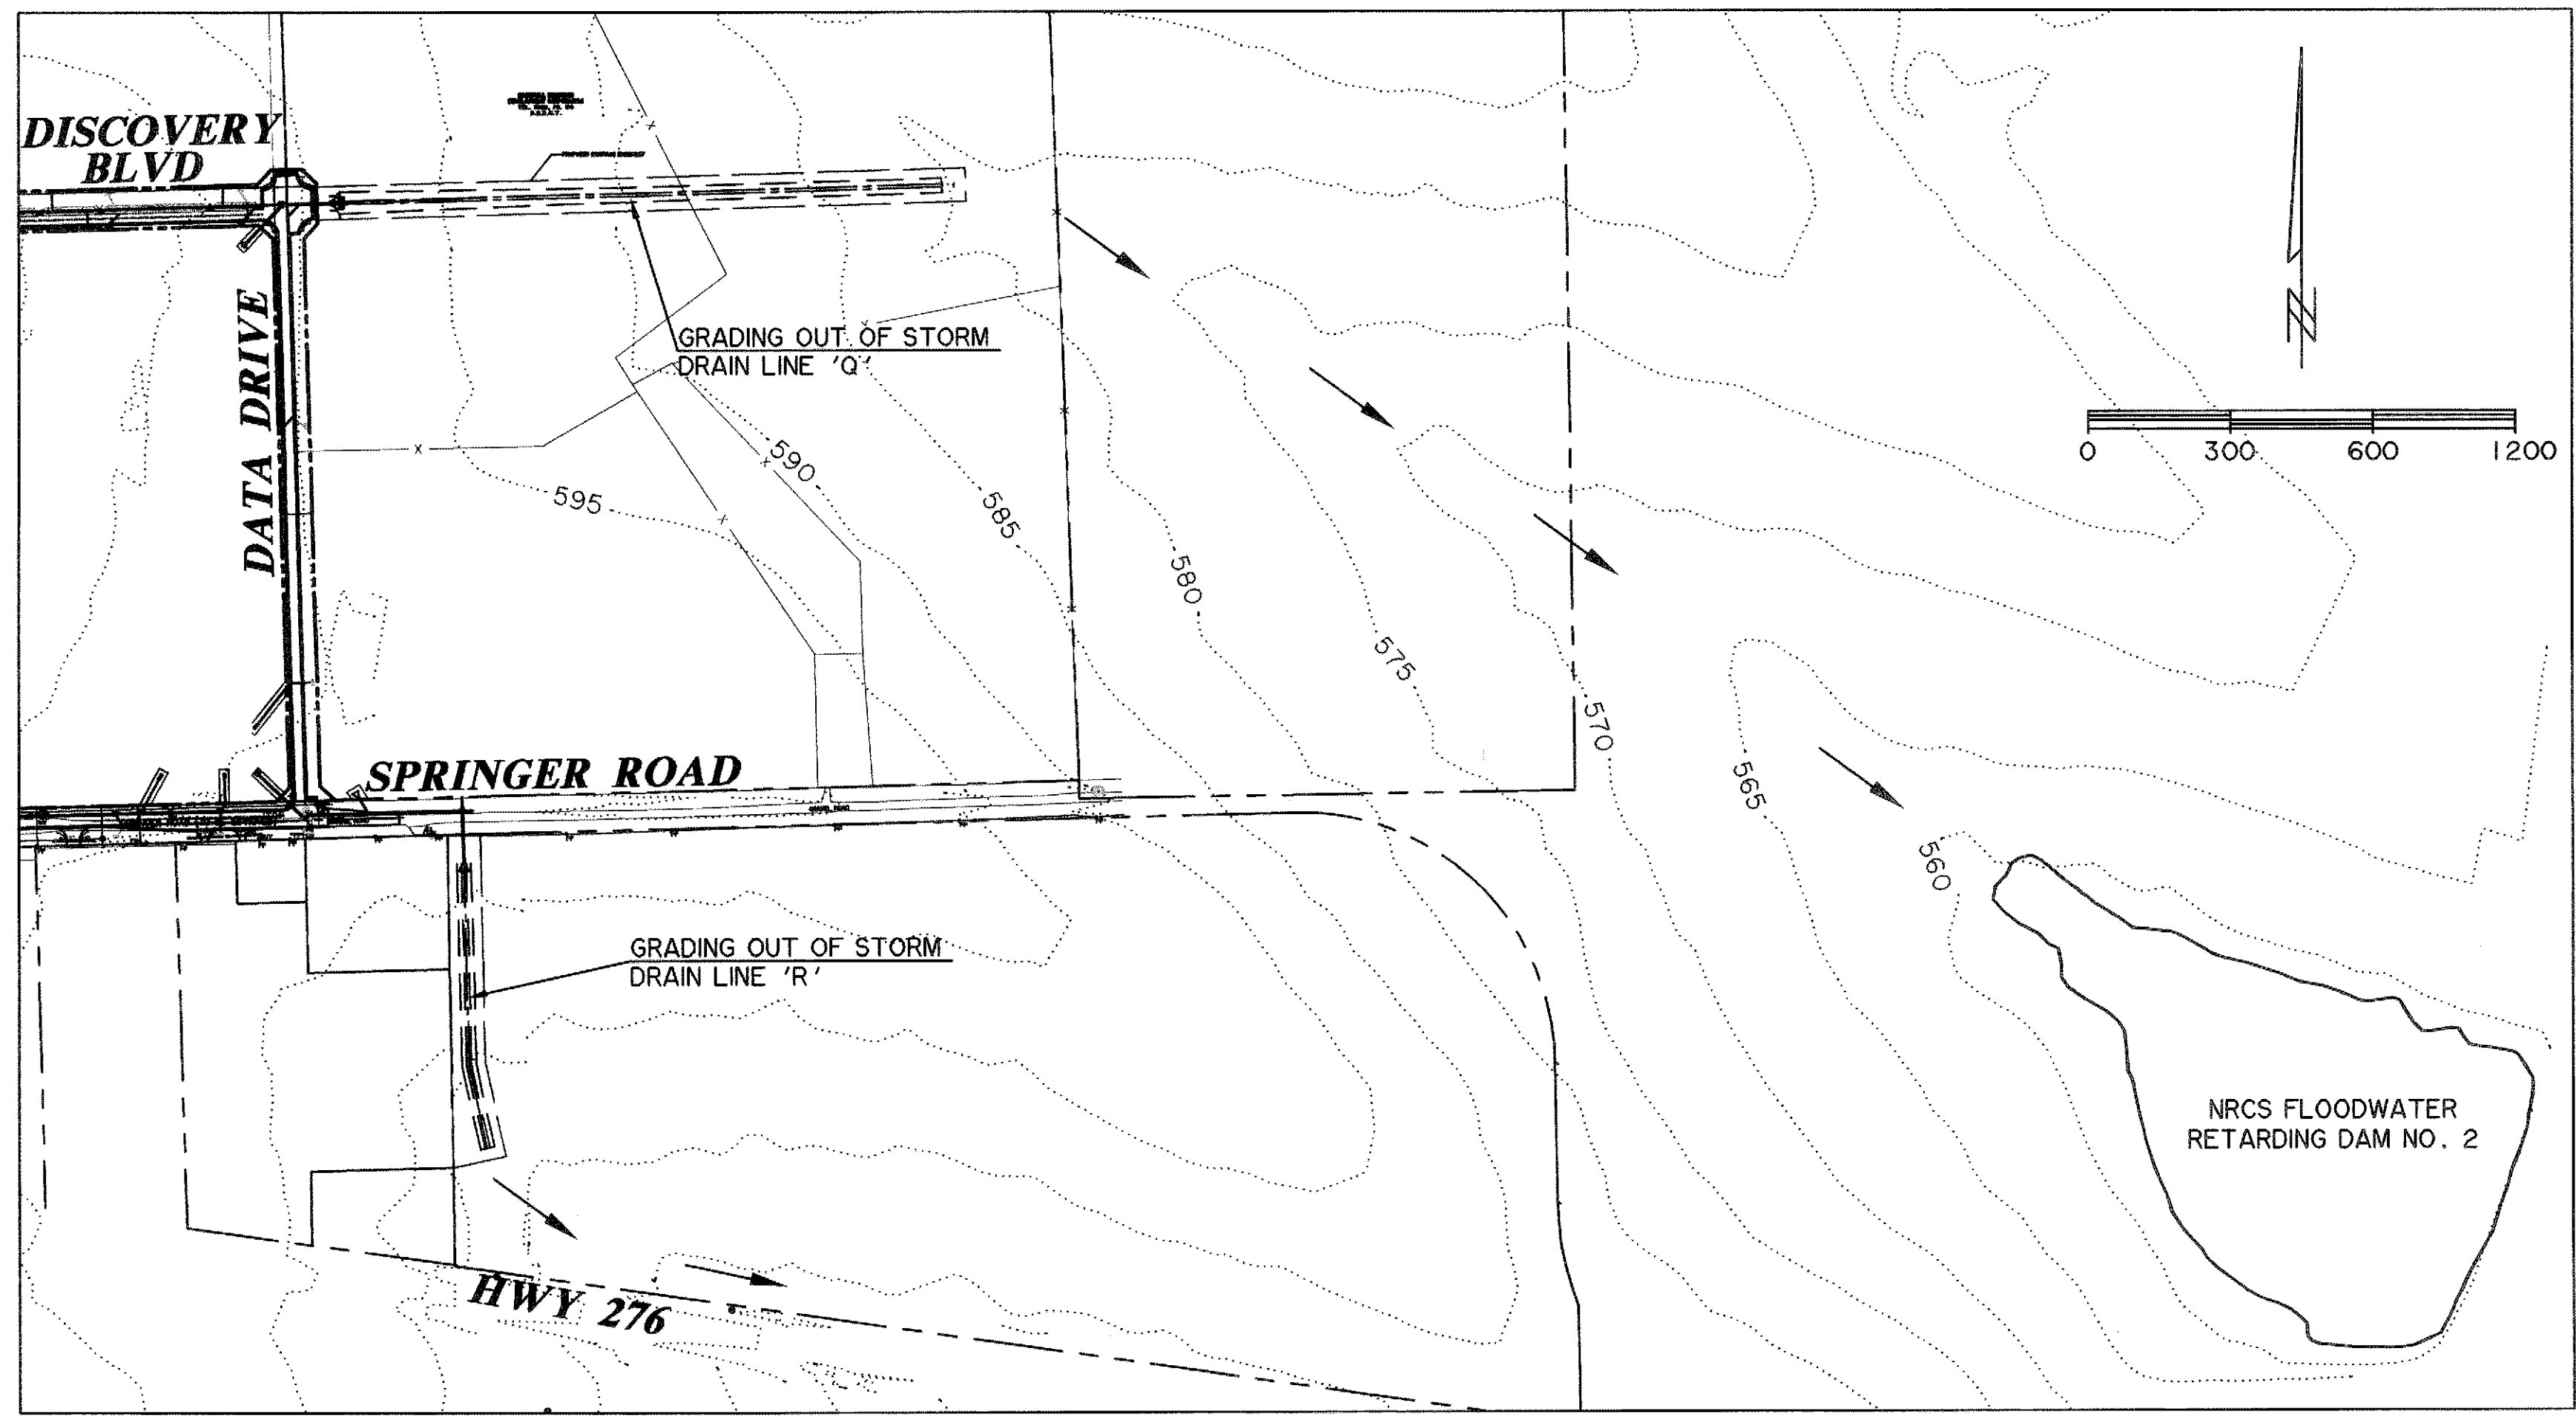 DISCOVERY
BLVD
DATA DRIVE
GRADING OUT OF STORM
DRAIN LINE 'Q'
0 300 600 1200
590
595
585
580
575
570
565
560
SPRINGER ROAD
GRADING OUT OF STORM
DRAIN LINE 'R'
NRCS FLOODWATER
RETARDING DAM NO. 2
HWY 276
N